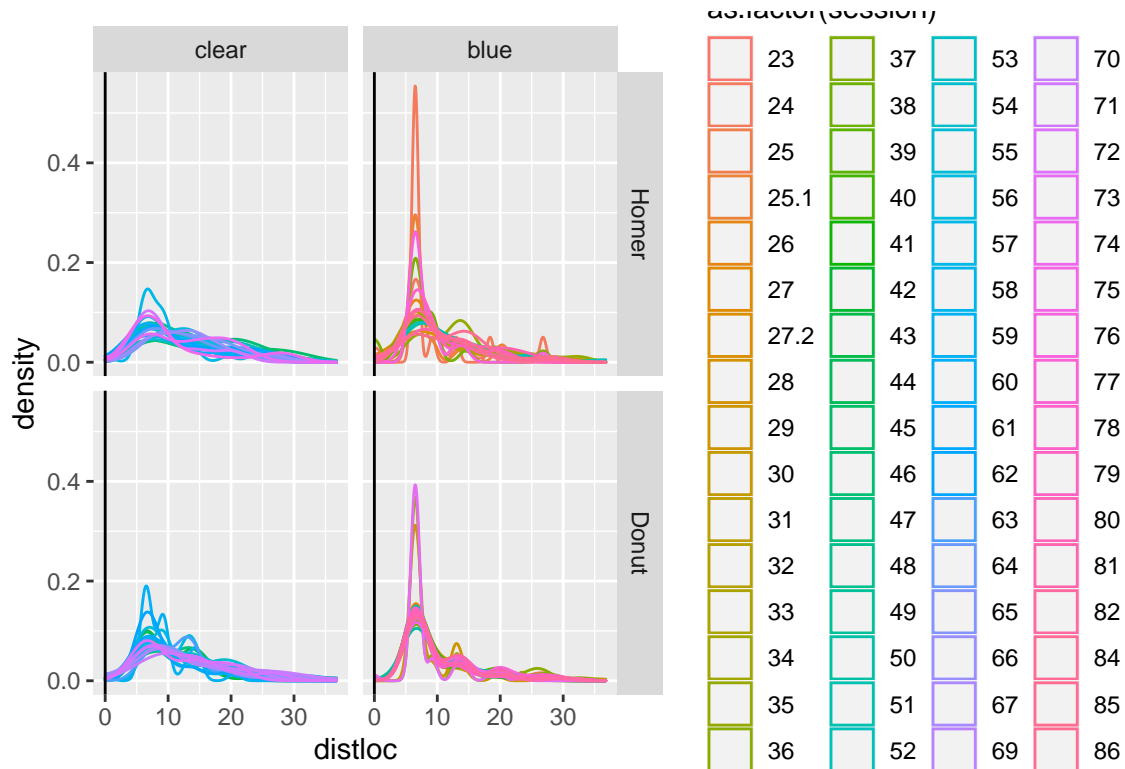 as.factor(session)
clear blue
Homer
Donut
density
0.4
0.2
0.0
0.4
0.2
0.0
0 10 20 30 0 10 20 30
distloc
23 37 53 70
24 38 54 71
25 39 55 72
25.1 40 56 73
26 41 57 74
27 42 58 75
27.2 43 59 76
28 44 60 77
29 45 61 78
30 46 62 79
31 47 63 80
32 48 64 81
33 49 65 82
34 50 66 84
35 51 67 85
36 52 69 86